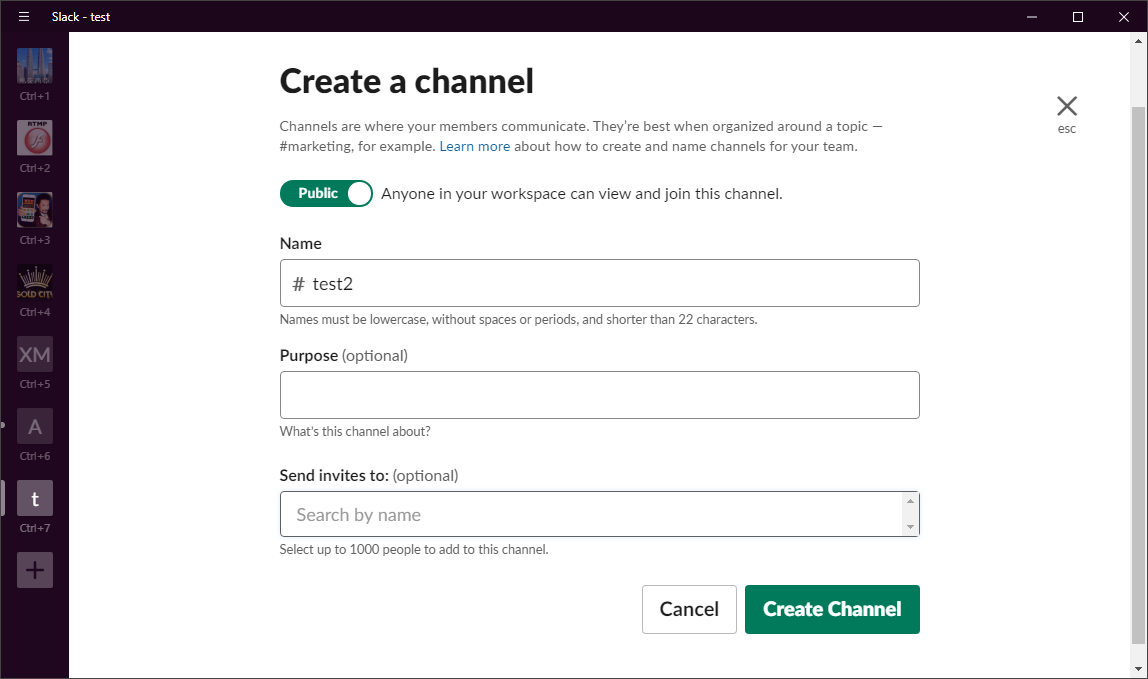 Slack - test
Ctrl+1
RTMP
Ctrl+2
Ctrl+3
GOLD CITY
Ctrl+4
XM
Ctrl+5
A
Ctrl+6
t
Ctrl+7
Create a channel
esc
Channels are where your members communicate. They’re best when organized around a topic —
#marketing, for example. Learn more about how to create and name channels for your team.
Public Anyone in your workspace can view and join this channel.
Name
# test2
Names must be lowercase, without spaces or periods, and shorter than 22 characters.
Purpose (optional)
What's this channel about?
Send invites to: (optional)
Search by name
Select up to 1000 people to add to this channel.
Cancel Create Channel